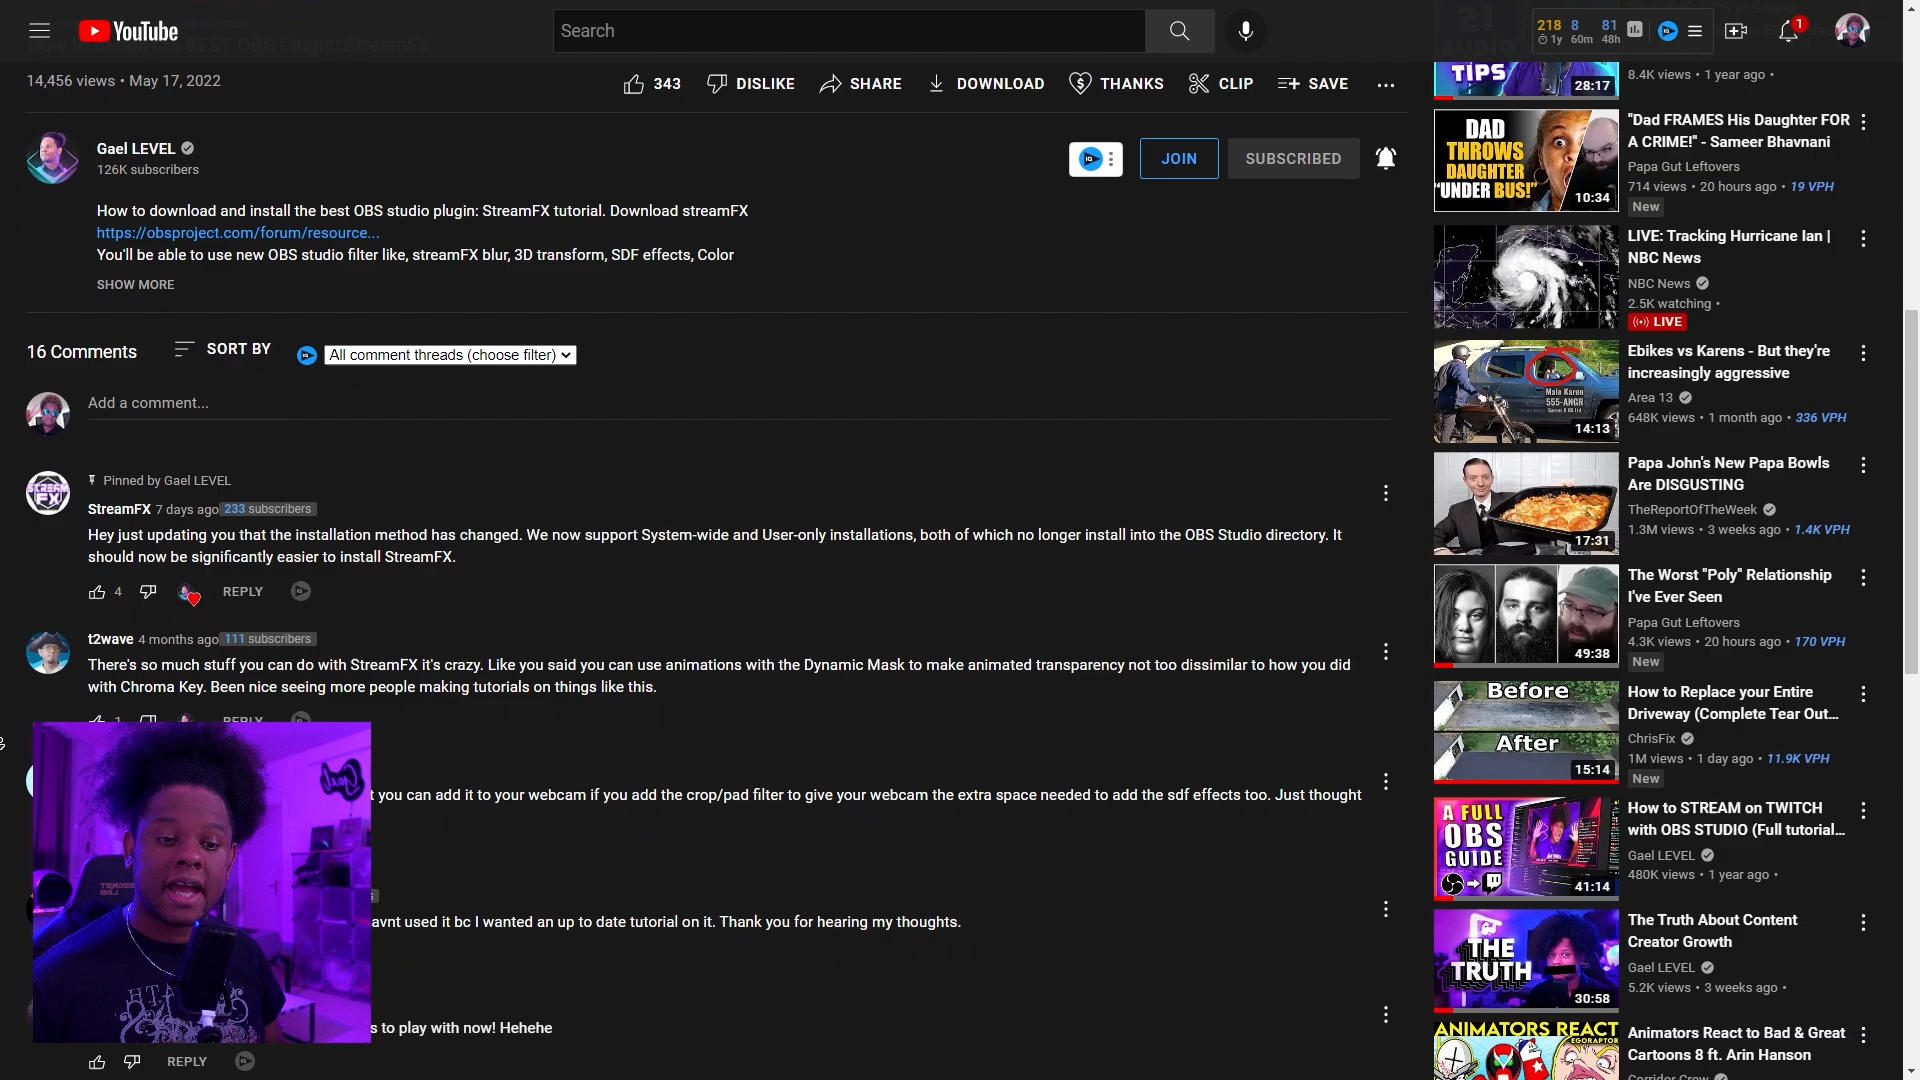 YouTube
Search
218 8 81
1y 60m 48h
1
14,456 views • May 17, 2022
343
DISLIKE
SHARE
DOWNLOAD
THANKS
CLIP
SAVE
Gael LEVEL
126K subscribers
JOIN
SUBSCRIBED
How to download and install the best OBS studio plugin: StreamFX tutorial. Download streamFX
https://obsproject.com/forum/resource...
You'll be able to use new OBS studio filter like, streamFX blur, 3D transform, SDF effects, Color
SHOW MORE
16 Comments
SORT BY
All comment threads (choose filter)
Add a comment...
Pinned by Gael LEVEL
STREAM
FX
StreamFX 7 days ago 233 subscribers
Hey just updating you that the installation method has changed. We now support System-wide and User-only installations, both of which no longer install into the OBS Studio directory. It
should now be significantly easier to install StreamFX.
4
REPLY
t2wave 4 months ago 111 subscribers
There's so much stuff you can do with StreamFX it's crazy. Like you said you can use animations with the Dynamic Mask to make animated transparency not too dissimilar to how you did
with Chroma Key. Been nice seeing more people making tutorials on things like this.
1
REPLY
t you can add it to your webcam if you add the crop/pad filter to give your webcam the extra space needed to add the sdf effects too. Just thought
avnt used it bc I wanted an up to date tutorial on it. Thank you for hearing my thoughts.
s to play with now! Hehehe
REPLY
TIPS
28:17
8.4K views • 1 year ago •
DAD
THROWS
DAUGHTER
"UNDER BUS!"
10:34
"Dad FRAMES His Daughter FOR
A CRIME!" - Sameer Bhavnani
Papa Gut Leftovers
714 views • 20 hours ago • 19 VPH
New
LIVE: Tracking Hurricane Ian |
NBC News
NBC News
2.5K watching •
LIVE
Male Karen
555-ANGR
14:13
Ebikes vs Karens - But they're
increasingly aggressive
Area 13
648K views • 1 month ago • 336 VPH
17:31
Papa John's New Papa Bowls
Are DISGUSTING
TheReportOfTheWeek
1.3M views • 3 weeks ago • 1.4K VPH
49:38
The Worst "Poly" Relationship
I've Ever Seen
Papa Gut Leftovers
4.3K views • 20 hours ago • 170 VPH
New
Before
After
15:14
How to Replace your Entire
Driveway (Complete Tear Out...
ChrisFix
1M views • 1 day ago • 11.9K VPH
New
A FULL
OBS
GUIDE
41:14
How to STREAM on TWITCH
with OBS STUDIO (Full tutorial...
Gael LEVEL
480K views • 1 year ago •
THE
TRUTH
30:58
The Truth About Content
Creator Growth
Gael LEVEL
5.2K views • 3 weeks ago •
ANIMATORS REACT
EGORAPTOR
Animators React to Bad & Great
Cartoons 8 ft. Arin Hanson
Corridor Crew